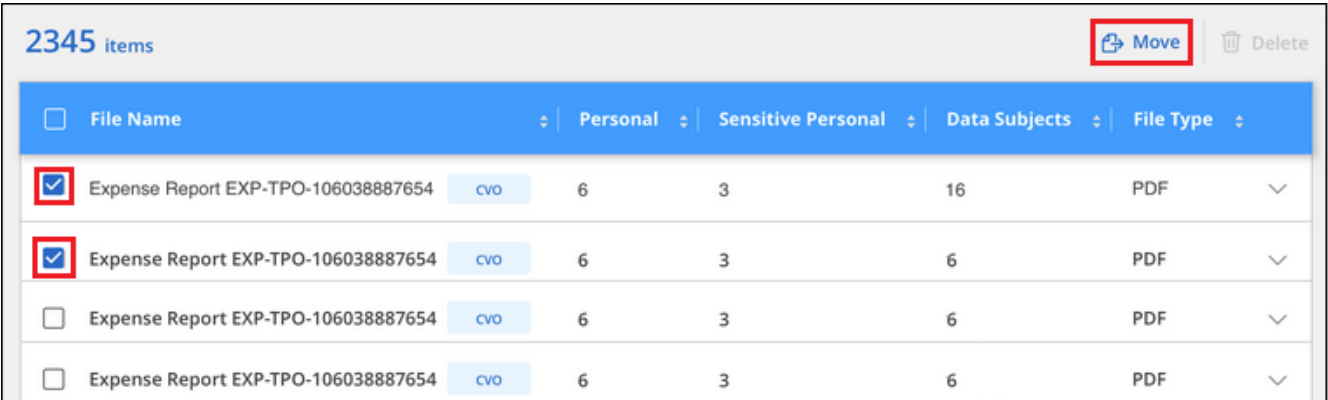 2345 items Move Delete
File Name Personal Sensitive Personal Data Subjects File Type
Expense Report EXP-TPO-106038887654 CVO 6 3 16 PDF
Expense Report EXP-TPO-106038887654 CVO 6 3 6 PDF
Expense Report EXP-TPO-106038887654 CVO 6 3 6 PDF
Expense Report EXP-TPO-106038887654 CVO 6 3 6 PDF